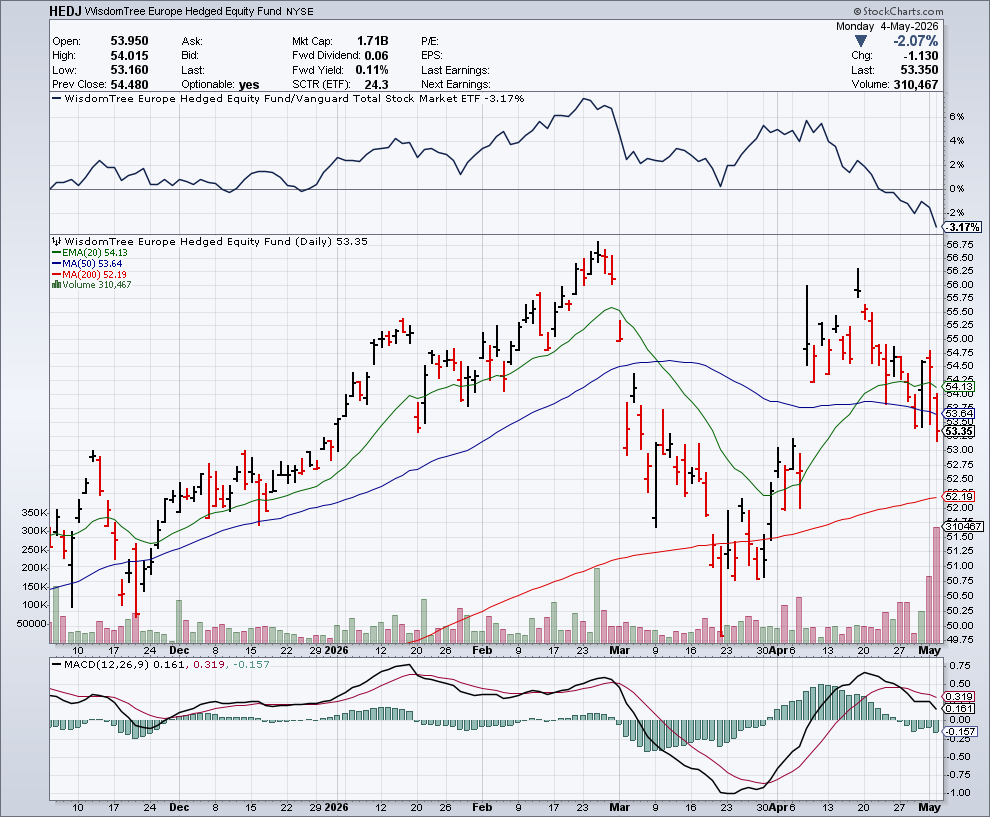 HEDJ WisdomTree Europe Hedged Equity Fund NYSE
© StockCharts.com
Monday 4-May-2026
Open: 53.950 Ask: Mkt Cap: 1.71B P/E: ▼ -2.07%
High: 54.015 Bid: Fwd Dividend: 0.06 EPS: Chg: -1.130
Low: 53.160 Last: Fwd Yield: 0.11% Last Earnings: Last: 53.350
Prev Close: 54.480 Optionable: yes SCTR (ETF): 24.3 Next Earnings: Volume: 310,467
WisdomTree Europe Hedged Equity Fund/Vanguard Total Stock Market ETF -3.17%
6%
4%
2%
0%
-2%
-3.17%
WisdomTree Europe Hedged Equity Fund (Daily) 53.35
EMA(20) 54.13
MA(50) 53.64
MA(200) 52.19
Volume 310,467
56.75
56.50
56.25
56.00
55.75
55.50
55.25
55.00
54.75
54.50
54.25
54.13
54.00
53.64
53.50
53.35
53.00
52.75
52.50
52.19
52.00
310467
51.50
51.25
51.00
50.75
50.50
50.25
50.00
49.75
350K
300K
250K
200K
150K
100K
50000
10 17 24 Dec 8 15 22 29 2026 12 20 26 Feb 9 17 23 Mar 9 16 23 30 Apr 6 13 20 27 May
MACD(12,26,9) 0.161, 0.319, -0.157
0.75
0.50
0.319
0.161
0.00
-0.157
-0.25
-0.50
-0.75
-1.00
10 17 24 Dec 8 15 22 29 2026 12 20 26 Feb 9 17 23 Mar 9 16 23 30 Apr 6 13 20 27 May